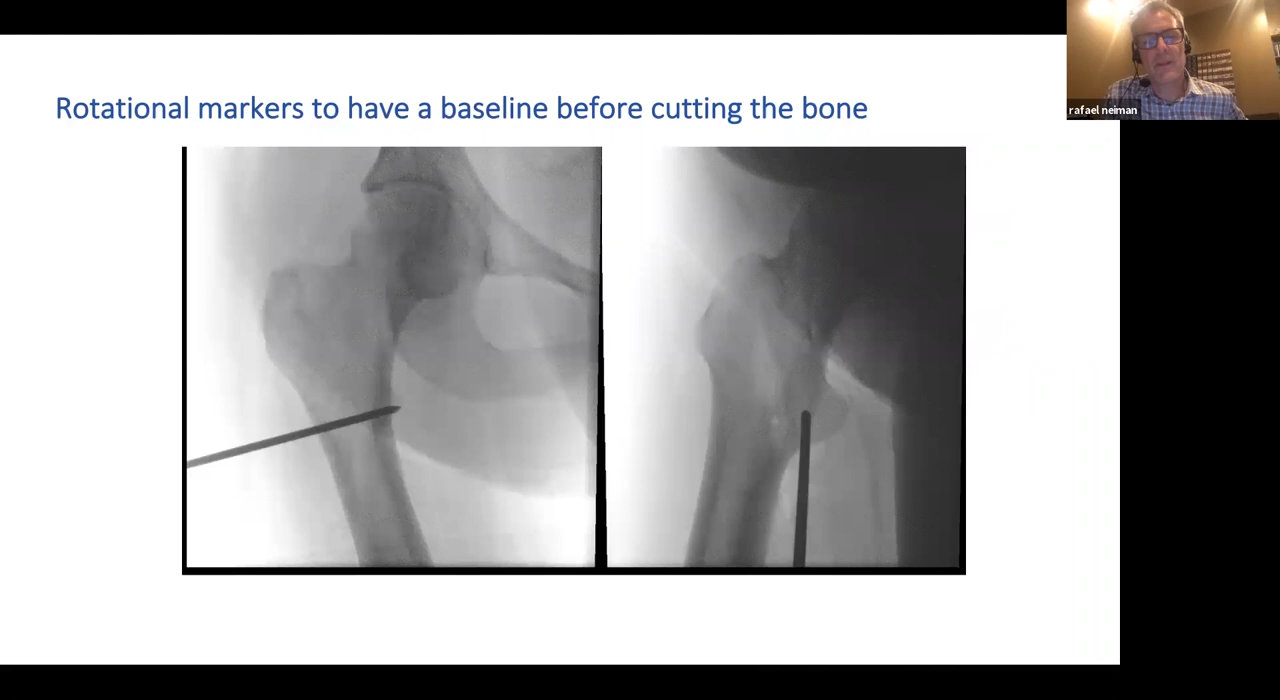 Rotational markers to have a baseline before cutting the bone
rafael neiman